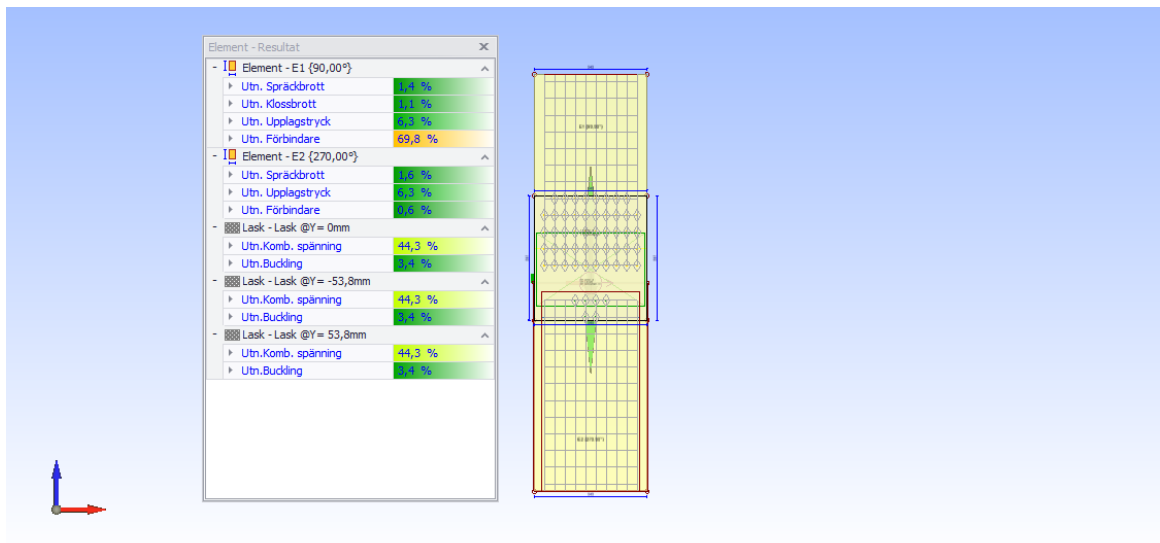 Element - Resultat
Element - E1 {90,00°}
Utn. Spräckbrott 1,4 %
Utn. Klossbrott 1,1 %
Utn. Upplagstryck 6,3 %
Utn. Förbindare 69,8 %
Element - E2 {270,00°}
Utn. Spräckbrott 1,6 %
Utn. Upplagstryck 6,3 %
Utn. Förbindare 0,6 %
Lask - Lask @Y= 0mm
Utn.Komb. spänning 44,3 %
Utn.Buckling 3,4 %
Lask - Lask @Y= -53,8mm
Utn.Komb. spänning 44,3 %
Utn.Buckling 3,4 %
Lask - Lask @Y= 53,8mm
Utn.Komb. spänning 44,3 %
Utn.Buckling 3,4 %